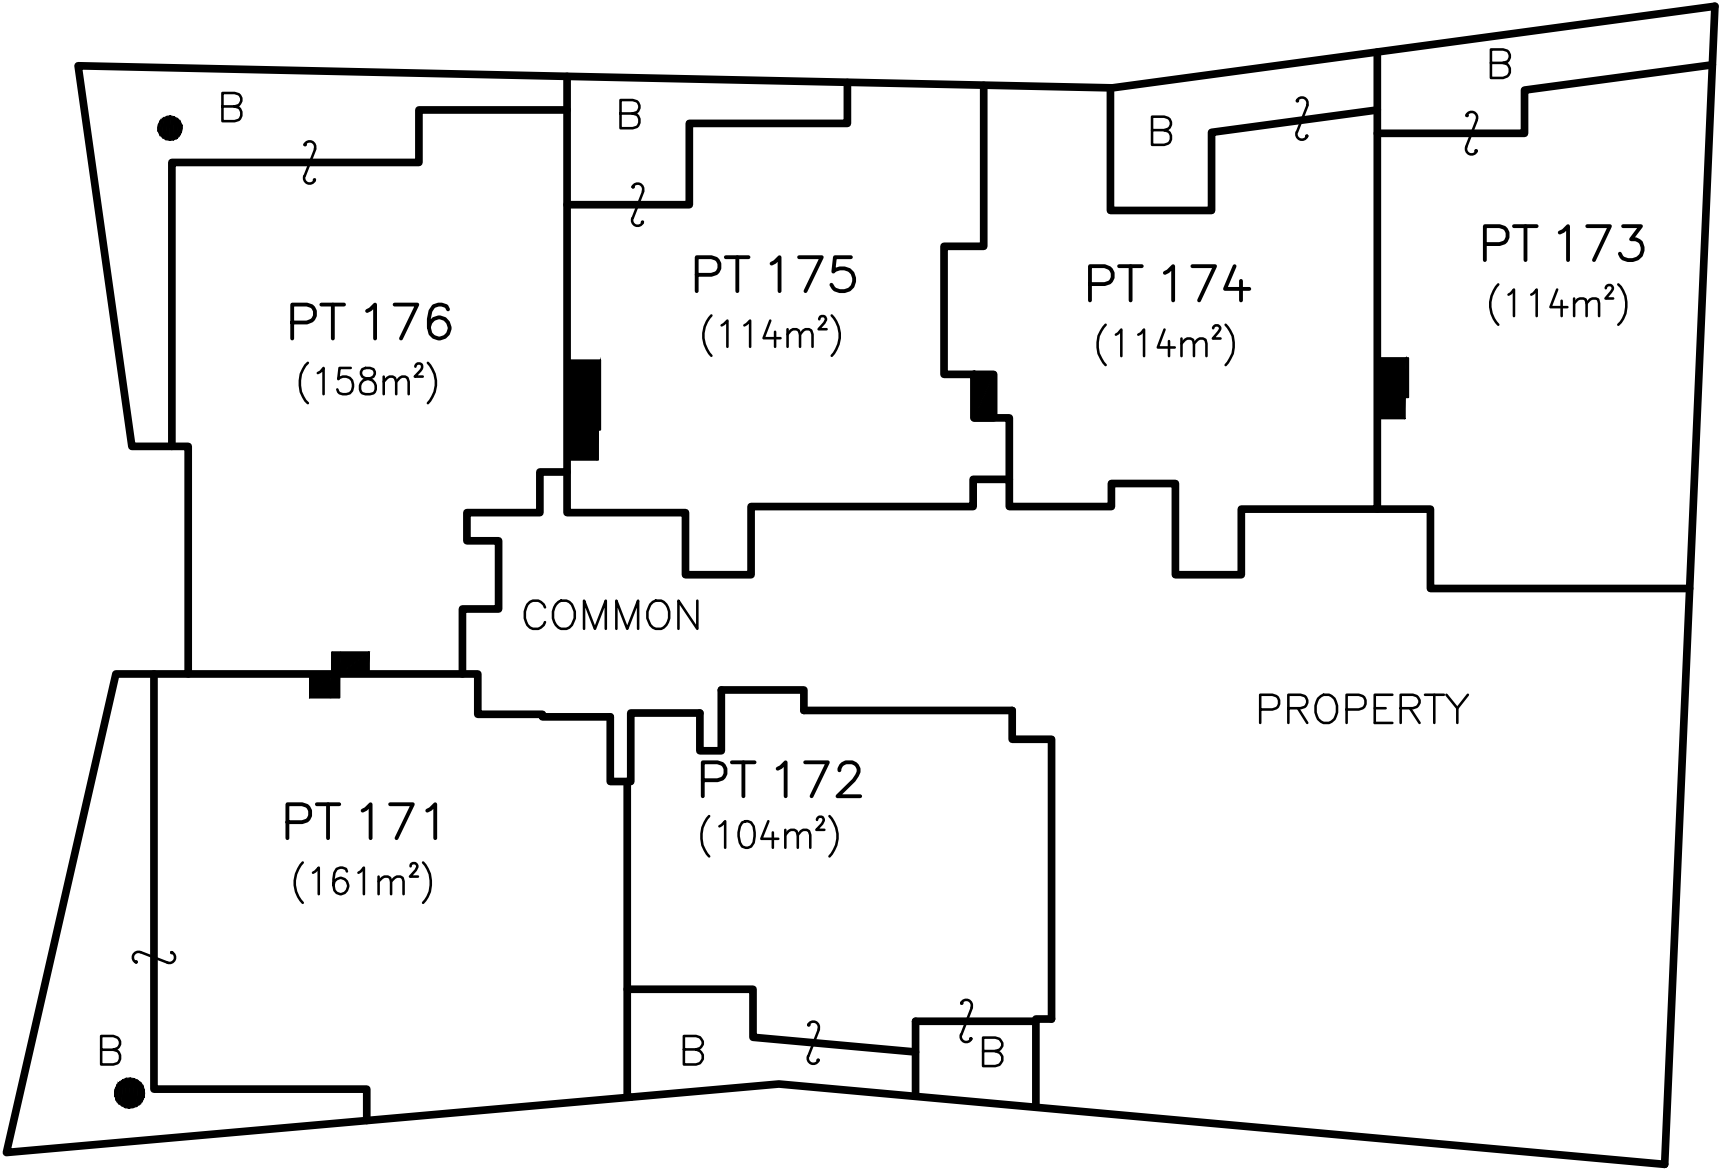 B
B
B
B
PT 176
(158m²)
PT 175
(114m²)
PT 174
(114m²)
PT 173
(114m²)
COMMON
PROPERTY
PT 171
(161m²)
PT 172
(104m²)
B
B
B